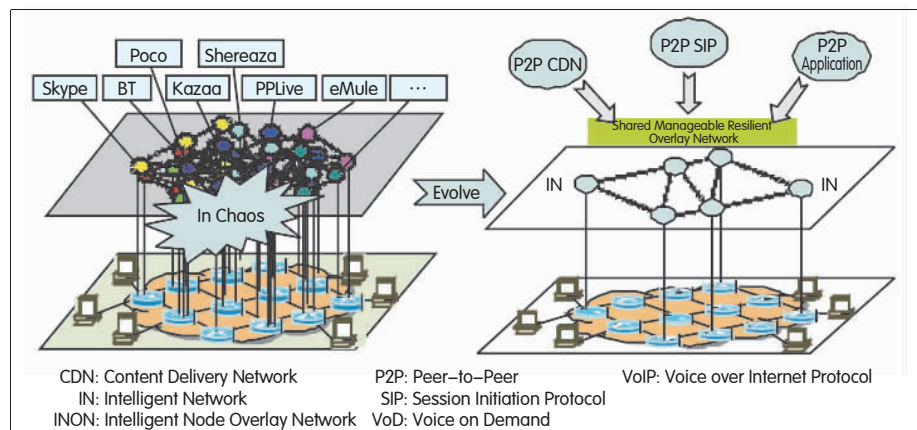 Poco
Shereaza
Skype
BT
Kazaa
PPLive
eMule
...
In Chaos
Evolve
P2P CDN
P2P SIP
P2P
Application
Shared Manageable Resilient
Overlay Network
IN
IN
CDN: Content Delivery Network
P2P: Peer-to-Peer
VoIP: Voice over Internet Protocol
IN: Intelligent Network
SIP: Session Initiation Protocol
INON: Intelligent Node Overlay Network
VoD: Voice on Demand